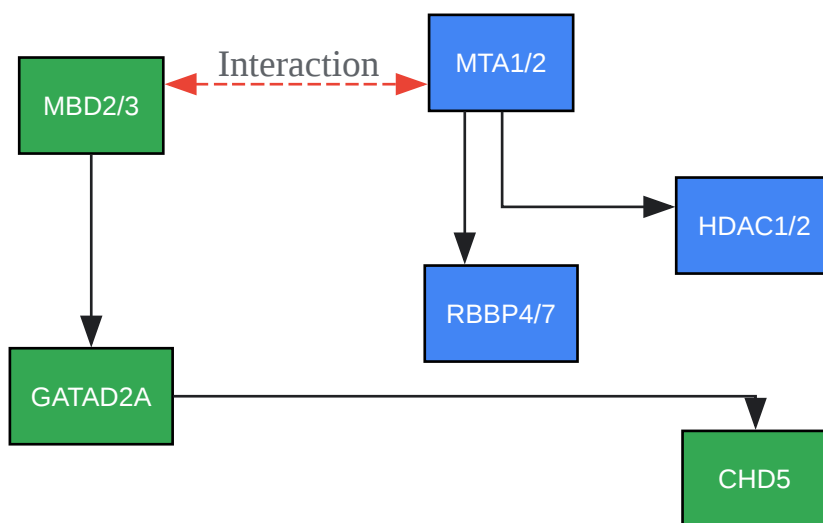 Interaction
MTA1/2
MBD2/3
HDAC1/2
RBBP4/7
GATAD2A
CHD5